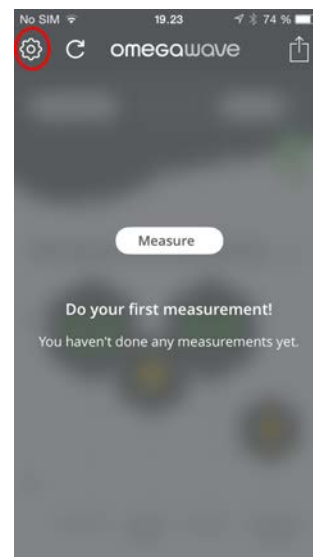 No SIM 19.23 74 %
omegawave
Measure
Do your first measurement!
You haven't done any measurements yet.